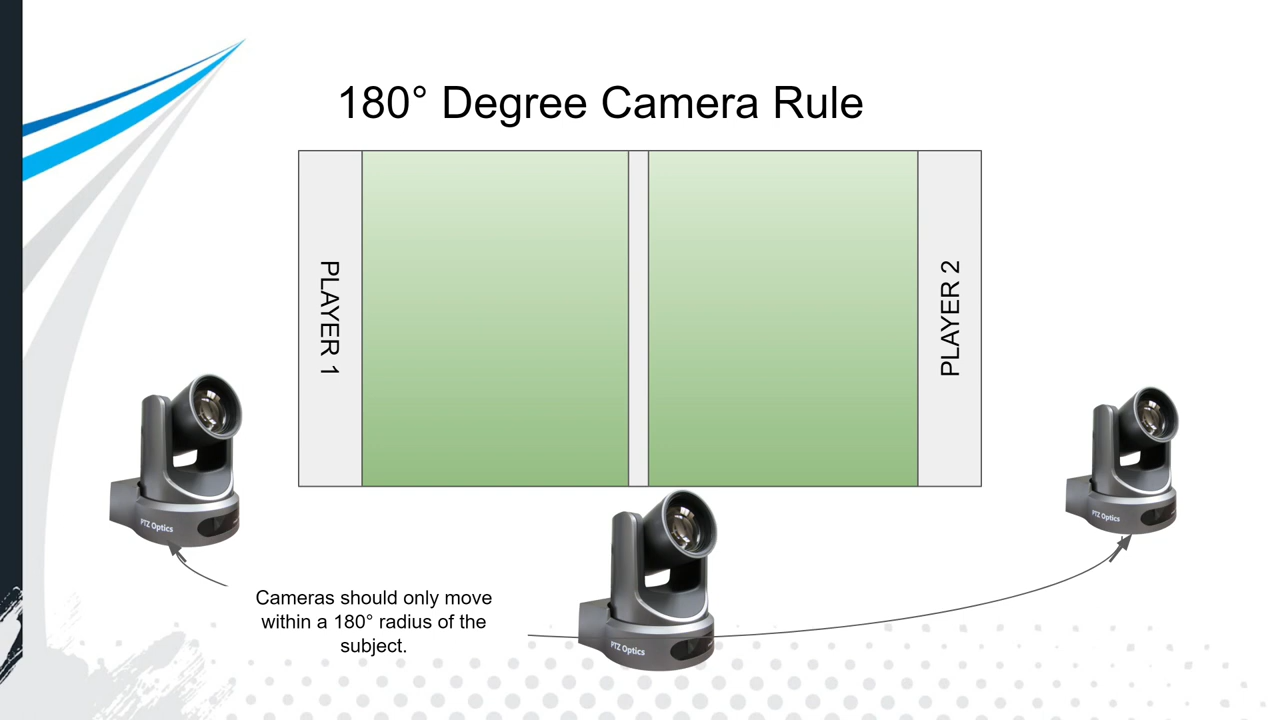 180° Degree Camera Rule
PLAYER 1
PLAYER 2
PTZ Optics
PTZ Optics
Cameras should only move
within a 180° radius of the
subject.
PTZ Optics